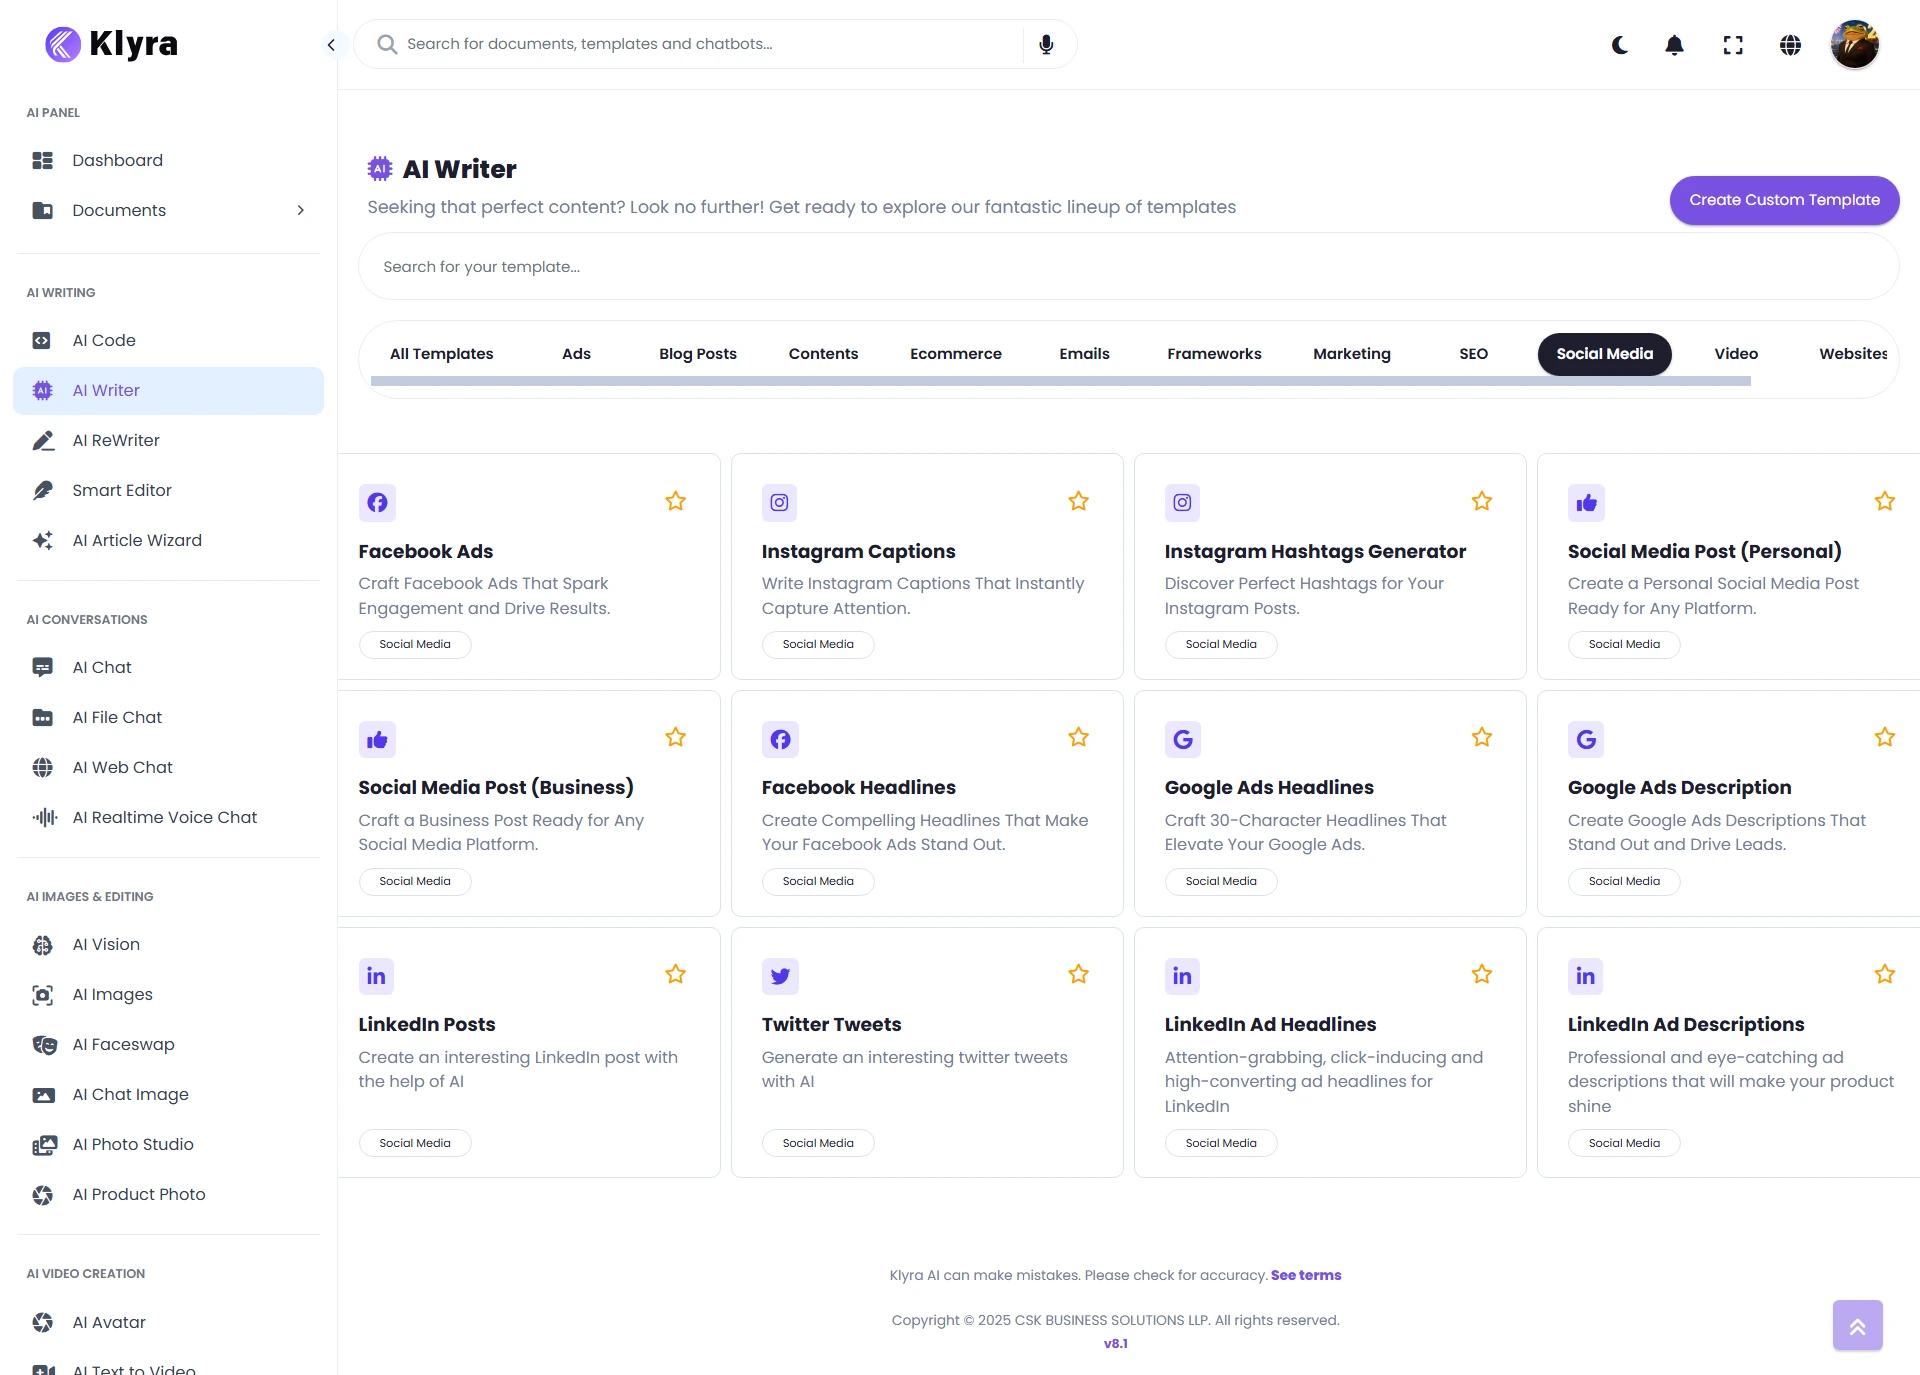 Klyra
Search for documents, templates and chatbots...
AI PANEL
Dashboard
Documents
AI WRITING
AI Code
AI Writer
AI ReWriter
Smart Editor
AI Article Wizard
AI CONVERSATIONS
AI Chat
AI File Chat
AI Web Chat
AI Realtime Voice Chat
AI IMAGES & EDITING
AI Vision
AI Images
AI Faceswap
AI Chat Image
AI Photo Studio
AI Product Photo
AI VIDEO CREATION
AI Avatar
AI Text to Video
AI Writer
Seeking that perfect content? Look no further! Get ready to explore our fantastic lineup of templates
Create Custom Template
Search for your template...
All Templates Ads Blog Posts Contents Ecommerce Emails Frameworks Marketing SEO Social Media Video Websites
Facebook Ads
Craft Facebook Ads That Spark
Engagement and Drive Results.
Social Media
Instagram Captions
Write Instagram Captions That Instantly
Capture Attention.
Social Media
Instagram Hashtags Generator
Discover Perfect Hashtags for Your
Instagram Posts.
Social Media
Social Media Post (Personal)
Create a Personal Social Media Post
Ready for Any Platform.
Social Media
Social Media Post (Business)
Craft a Business Post Ready for Any
Social Media Platform.
Social Media
Facebook Headlines
Create Compelling Headlines That Make
Your Facebook Ads Stand Out.
Social Media
Google Ads Headlines
Craft 30-Character Headlines That
Elevate Your Google Ads.
Social Media
Google Ads Description
Create Google Ads Descriptions That
Stand Out and Drive Leads.
Social Media
LinkedIn Posts
Create an interesting LinkedIn post with
the help of AI
Social Media
Twitter Tweets
Generate an interesting twitter tweets
with AI
Social Media
LinkedIn Ad Headlines
Attention-grabbing, click-inducing and
high-converting ad headlines for
LinkedIn
Social Media
LinkedIn Ad Descriptions
Professional and eye-catching ad
descriptions that will make your product
shine
Social Media
Klyra AI can make mistakes. Please check for accuracy. See terms
Copyright © 2025 CSK BUSINESS SOLUTIONS LLP. All rights reserved.
v8.1